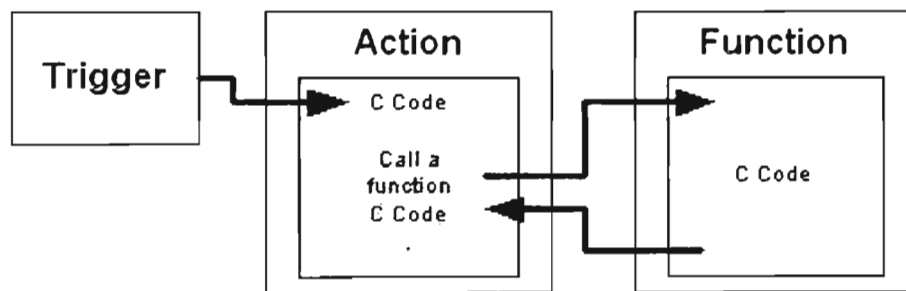 Trigger
Action
C Code
Call a
function
C Code
Function
C Code